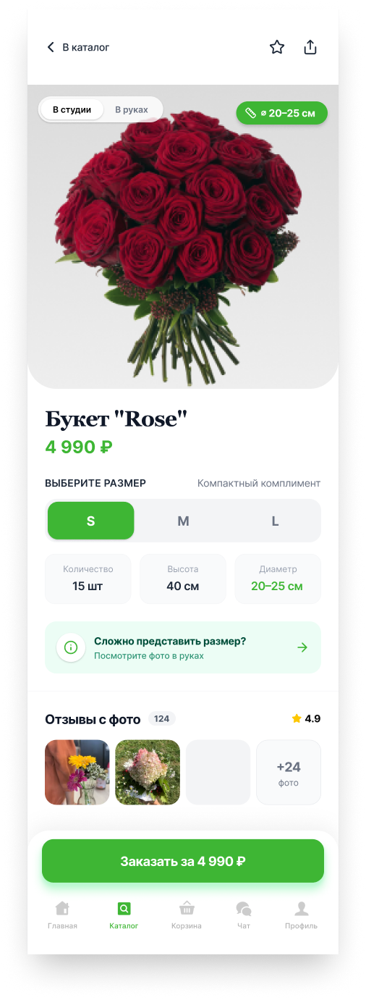 В каталог
В студии
В руках
⌀ 20–25 см
Букет "Rose"
4 990 ₽
ВЫБЕРИТЕ РАЗМЕР
Компактный комплимент
S
M
L
Количество
Высота
Диаметр
15 шт
40 см
20–25 см
Сложно представить размер?
Посмотрите фото в руках
Отзывы с фото
124
4.9
+24
фото
Заказать за 4 990 ₽
Главная
Каталог
Корзина
Чат
Профиль